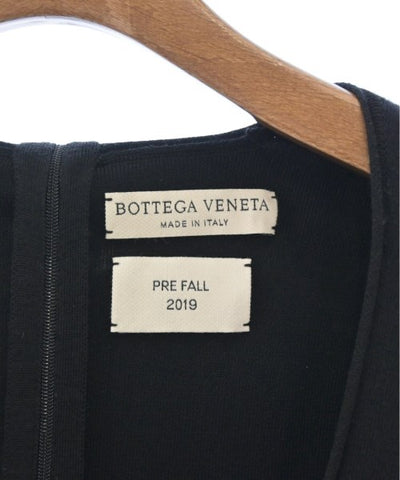 BOTTEGA VENETA
MADE IN ITALY
PRE FALL
2019